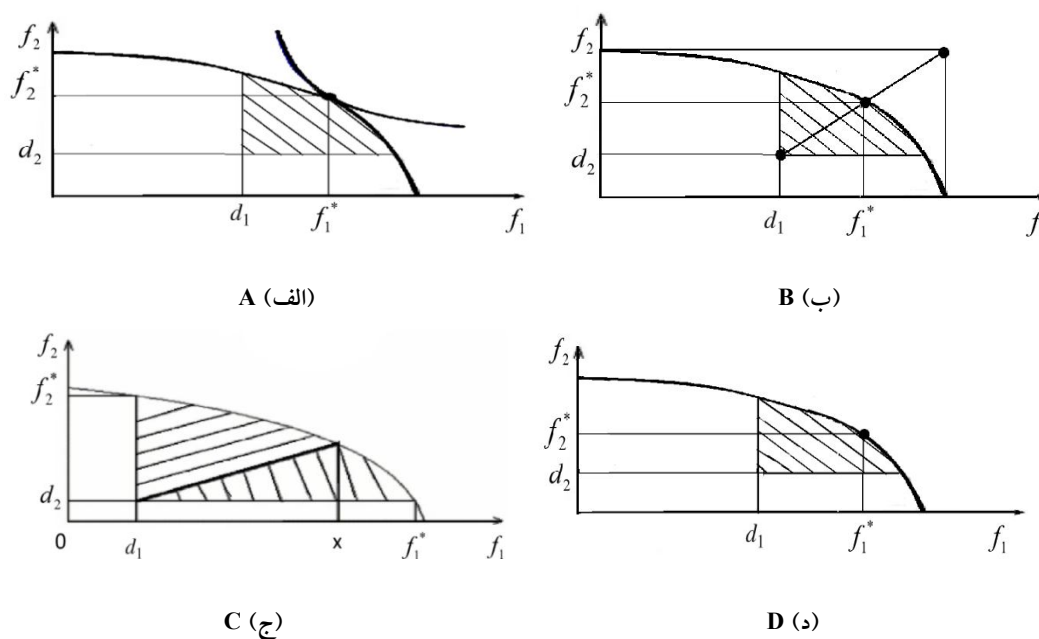 f₂
f₂*
d₂
d₁
f₁*
f₁
A (الف)
f₂
f₂*
d₂
d₁
f₁*
f
B (ب)
f₂
f₂*
d₂
0
d₁
x
f₁*
f₁
C (ج)
f₂
f₂*
d₂
d₁
f₁*
f₁
D (د)